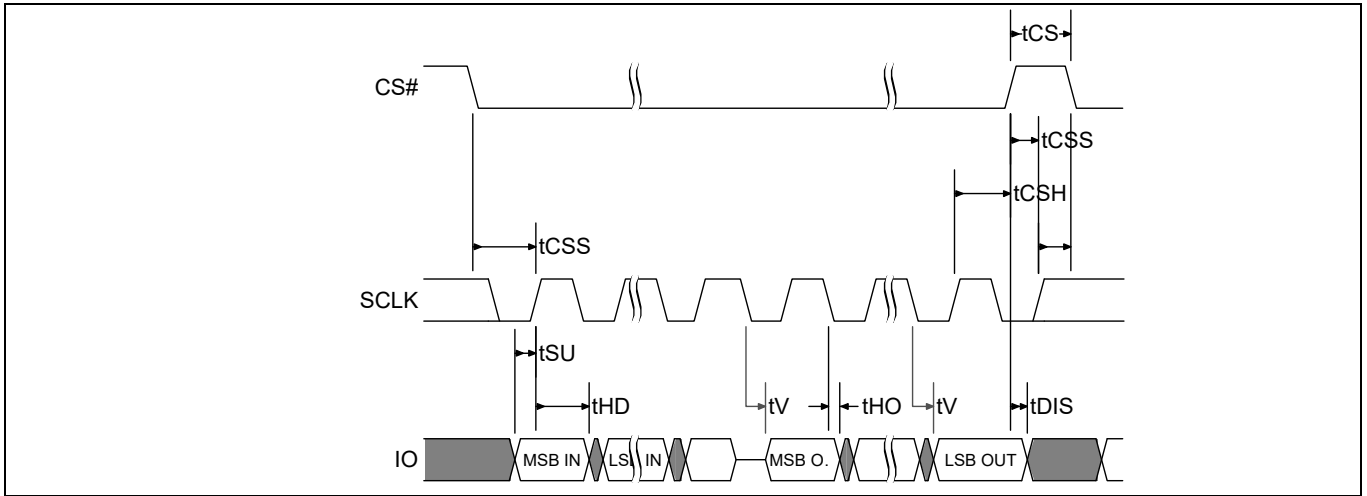 tCS
CS#
tCSS
tCSH
tCSS
SCLK
tSU
tHD
tV
tHO
tV
tDIS
IO
MSB IN
LSB IN
MSB O.
LSB OUT